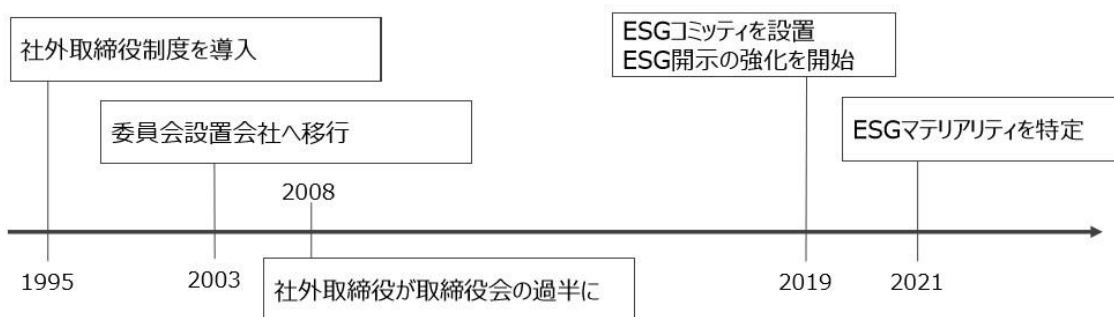 社外取締役制度を導入
ESGコミッティを設置
ESG開示の強化を開始
委員会設置会社へ移行
ESGマテリアリティを特定
2008
1995
2003
社外取締役が取締役会の過半に
2019
2021